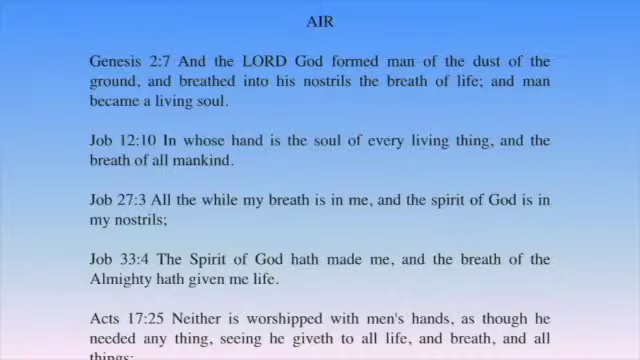 AIR
Genesis 2:7 And the LORD God formed man of the dust of the
ground, and breathed into his nostrils the breath of life; and man
became a living soul.
Job 12:10 In whose hand is the soul of every living thing, and the
breath of all mankind.
Job 27:3 All the while my breath is in me, and the spirit of God is in
my nostrils;
Job 33:4 The Spirit of God hath made me, and the breath of the
Almighty hath given me life.
Acts 17:25 Neither is worshipped with men's hands, as though he
needed any thing, seeing he giveth to all life, and breath, and all
things;